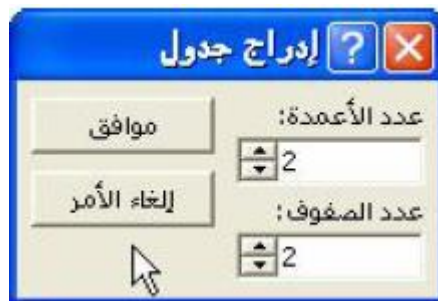 إدراج جدول
عدد الأعمدة:
2
عدد الصفوف:
2
موافق
إلغاء الأمر